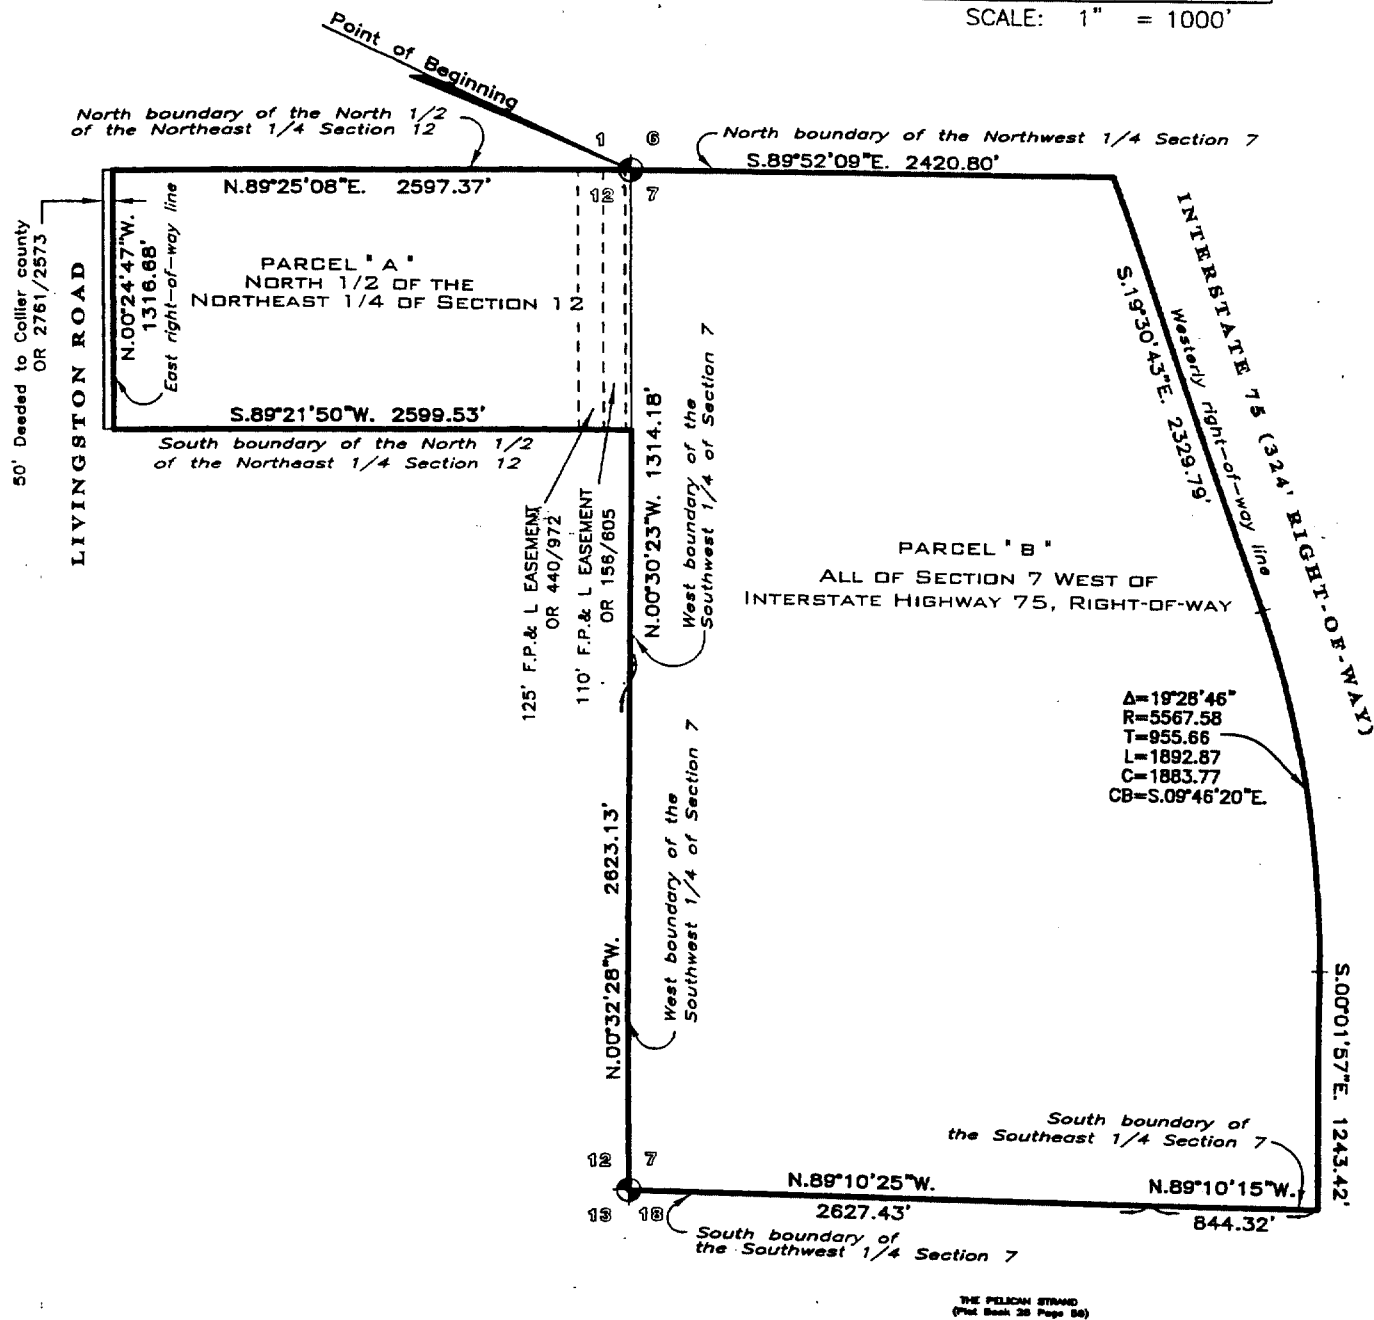 SCALE: 1" = 1000'
Point of Beginning
North boundary of the North 1/2
of the Northeast 1/4 Section 12
1 6
North boundary of the Northwest 1/4 Section 7
S.89°52'09"E. 2420.80'
N.89°25'08"E. 2597.37'
12 7
50' Deeded to Collier county
OR 2761/2573
LIVINGSTON ROAD
N.00°24'47"W.
1316.68'
East right-of-way line
PARCEL "A"
NORTH 1/2 OF THE
NORTHEAST 1/4 OF SECTION 12
S.89°21'50"W. 2599.53'
South boundary of the North 1/2
of the Northeast 1/4 Section 12
125' F.P.& L EASEMENT
OR 440/972
110' F.P.& L EASEMENT
OR 156/605
N.00°30'23"W. 1314.18'
West boundary of the
Southwest 1/4 of Section 7
INTERSTATE 75 (324' RIGHT-OF-WAY)
Westerly right-of-way line
S.19°30'43"E. 2329.79'
PARCEL "B"
ALL OF SECTION 7 WEST OF
INTERSTATE HIGHWAY 75, RIGHT-OF-WAY
Δ=19°28'46"
R=5567.58
T=955.66
L=1892.87
C=1883.77
CB=S.09°46'20"E.
N.00°32'28"W. 2623.13'
West boundary of the
Southwest 1/4 of Section 7
S.00°01'57"E. 1243.42'
South boundary of
the Southeast 1/4 Section 7
12 7
N.89°10'25"W.
2627.43'
N.89°10'15"W.
844.32'
13 18
South boundary of
the Southwest 1/4 Section 7
THE PELICAN STRAND
(Plat Book 26 Page 56)